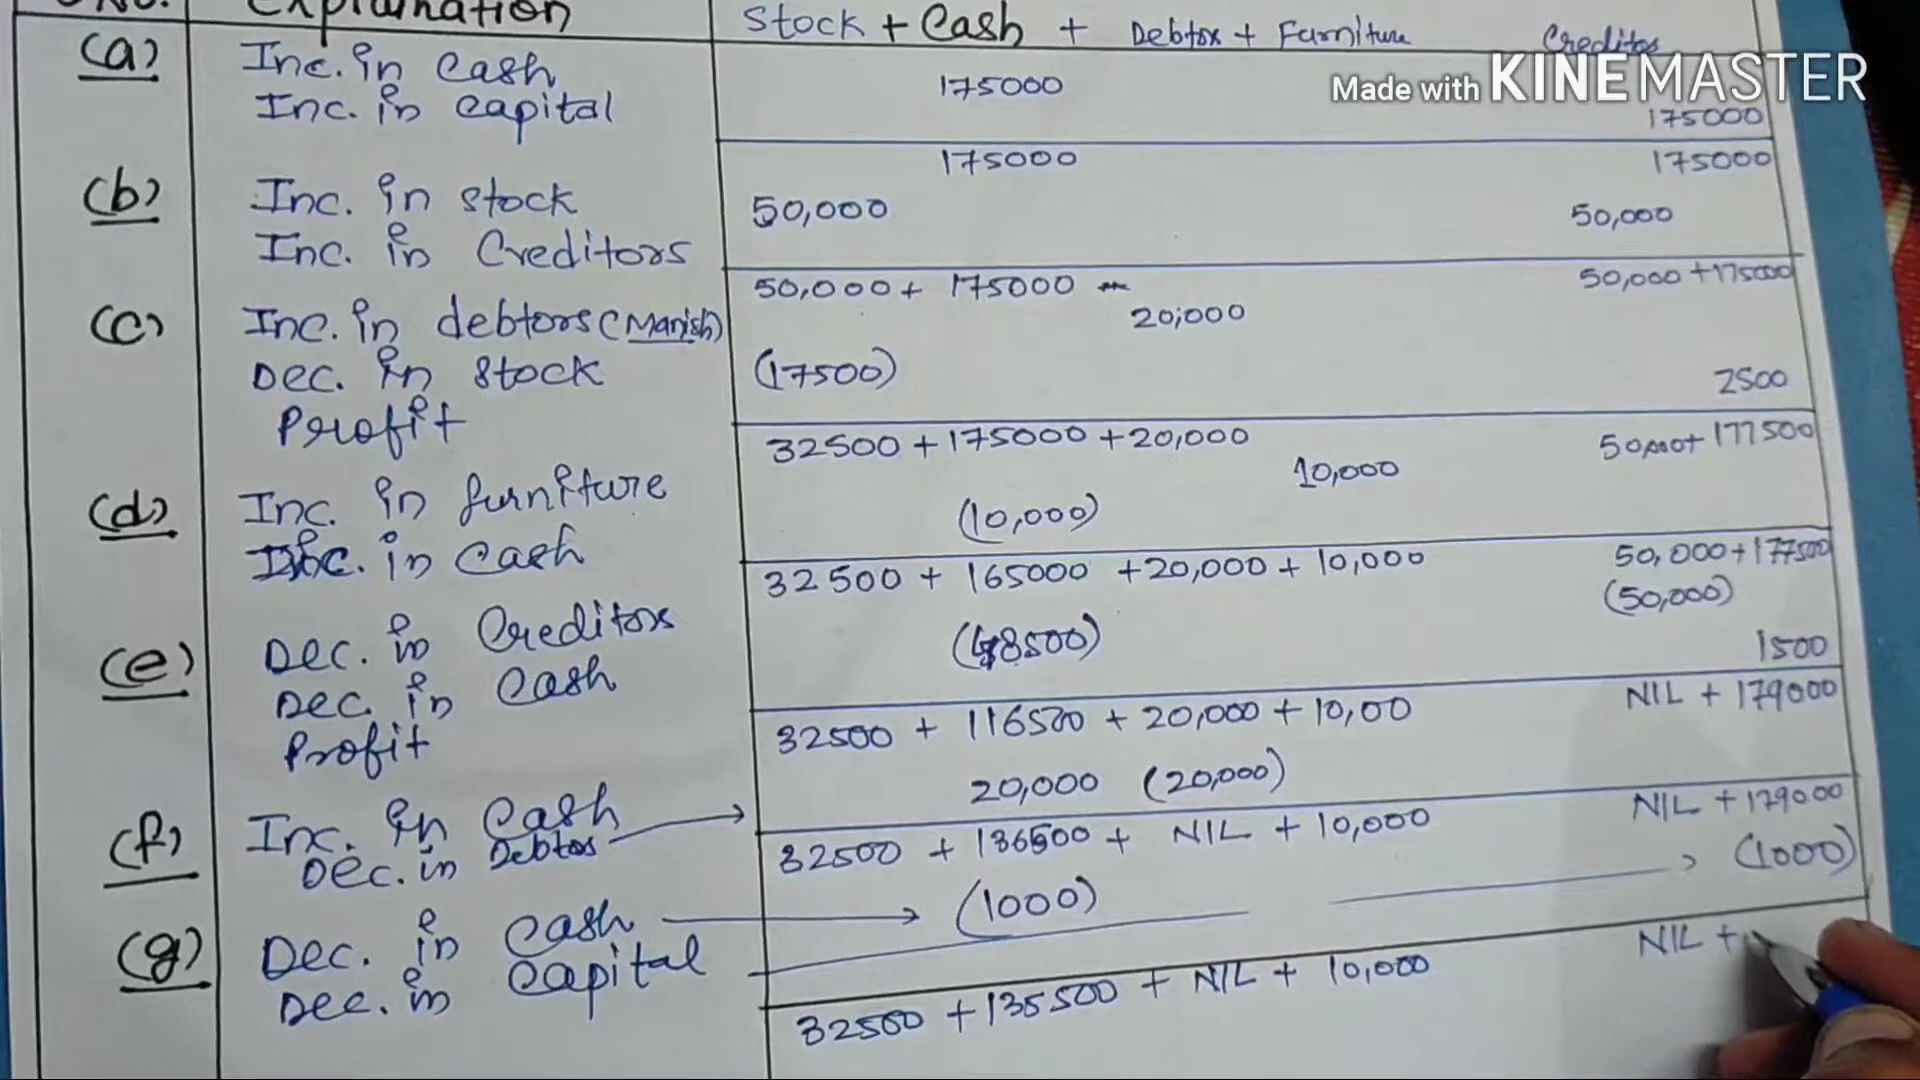 Explanation
Stock + Cash + Debtors + Furniture Creditors
Made with KINEMASTER
(a) Inc. in cash 175000
Inc. in capital 175000
175000 175000
(b) Inc. in stock 50,000 50,000
Inc. in Creditors
50,000 + 175000 50,000 + 175000
(c) Inc. in debtors (Manish) 20,000
Dec. in stock (17500) 2500
Profit
32500 + 175000 + 20,000 50,000 + 177500
(d) Inc. in furniture 10,000
Dec. in cash (10,000)
32500 + 165000 + 20,000 + 10,000 50,000 + 177500
(e) Dec. in Creditors (50,000)
Dec. in cash (48500) 1500
Profit
32500 + 116500 + 20,000 + 10,00 NIL + 179000
(f) Inc. in Cash 20,000 (20,000)
Dec. in Debtos
32500 + 136500 + NIL + 10,000 NIL + 179000
(g) Dec. in cash (1000) (1000)
Dec. in capital
32500 + 135500 + NIL + 10,000 NIL +